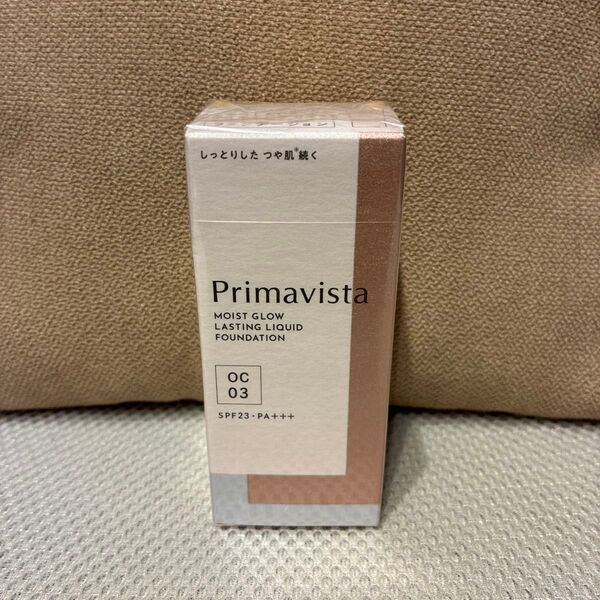 しっとりした つや肌*続く
Primavista
MOIST GLOW
LASTING LIQUID
FOUNDATION
OC
03
SPF23・PA+++